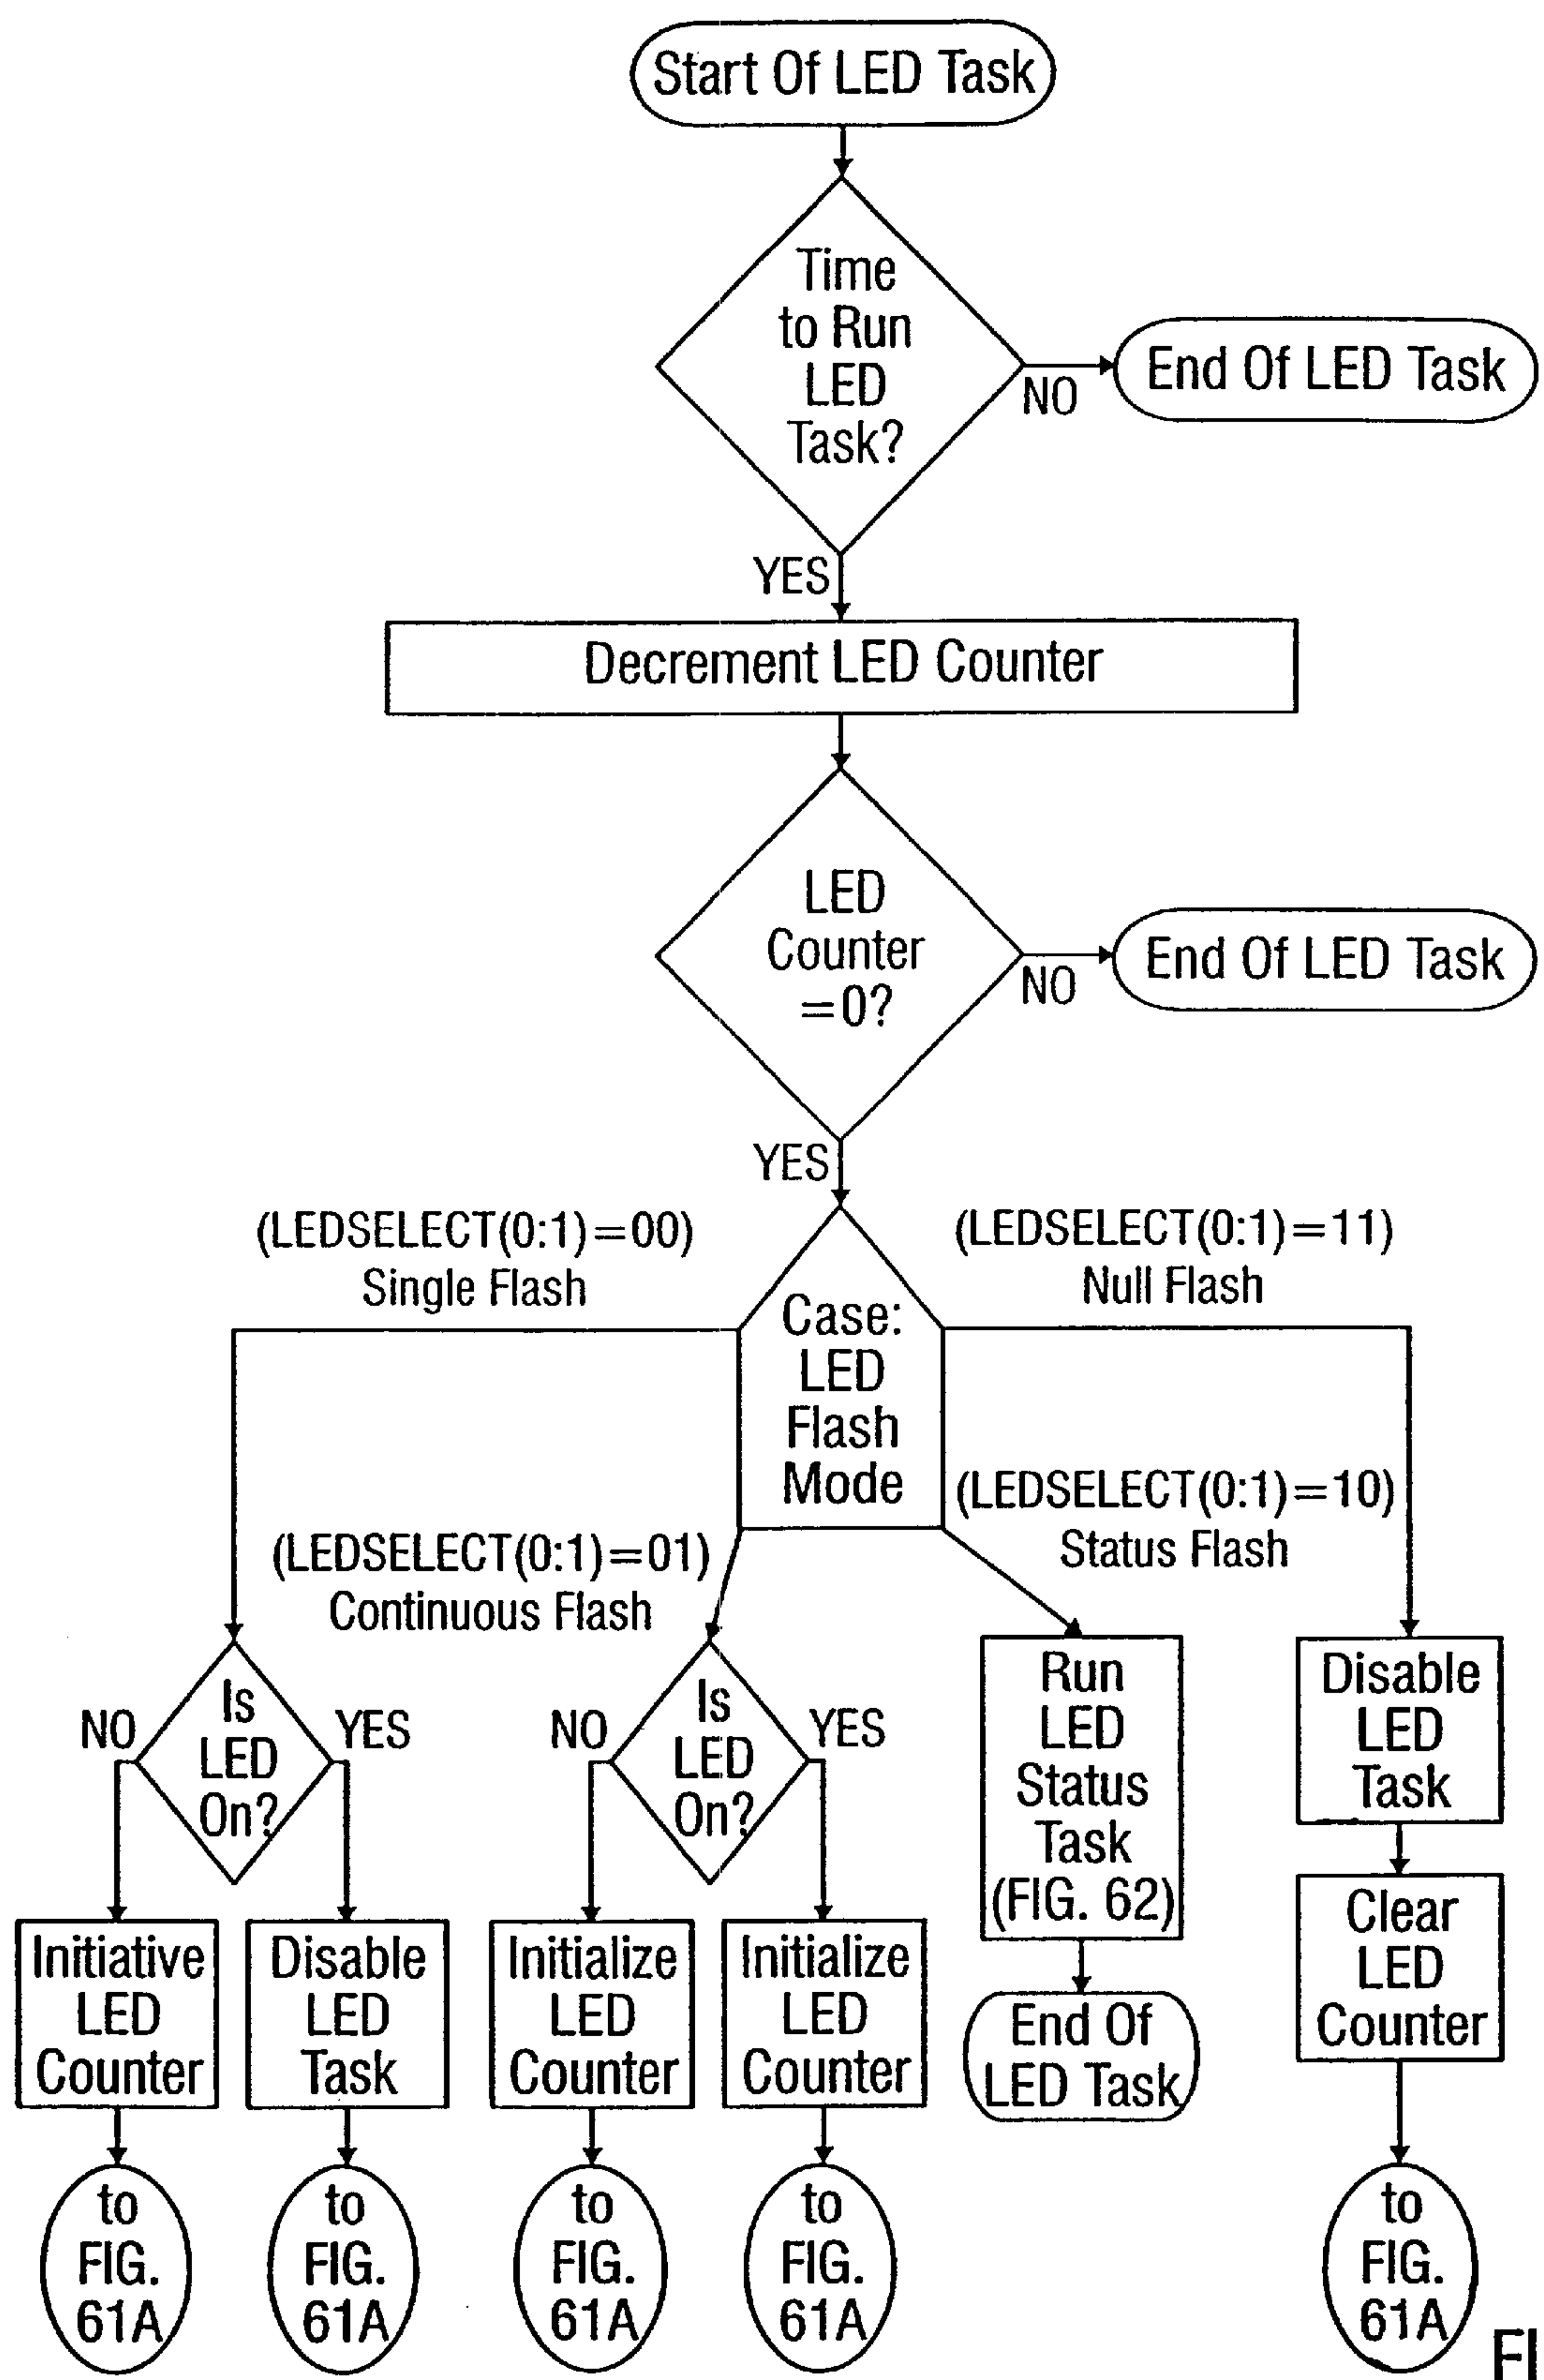 Start Of LED Task
Time
to Run
LED
Task?
NO
End Of LED Task
YES
Decrement LED Counter
LED
Counter
=0?
NO
End Of LED Task
YES
(LEDSELECT(0:1)=00)
Single Flash
(LEDSELECT(0:1)=11)
Null Flash
Case:
LED
Flash
Mode
(LEDSELECT(0:1)=10)
Status Flash
(LEDSELECT(0:1)=01)
Continuous Flash
NO
Is
LED
On?
YES
NO
Is
LED
On?
YES
Run
LED
Status
Task
(FIG. 62)
Disable
LED
Task
Initiative
LED
Counter
Disable
LED
Task
Initialize
LED
Counter
Initialize
LED
Counter
End Of
LED Task
Clear
LED
Counter
to
FIG.
61A
to
FIG.
61A
to
FIG.
61A
to
FIG.
61A
to
FIG.
61A